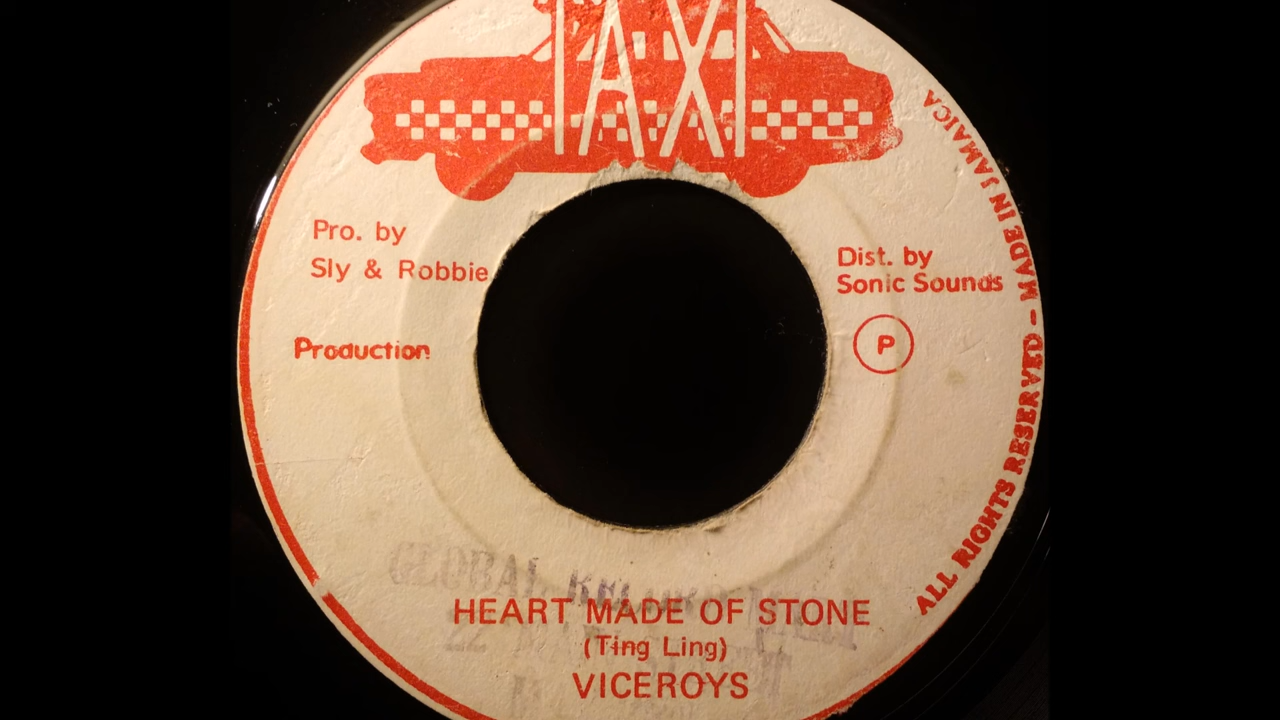 TAXI
Pro. by
Sly & Robbie
Production
Dist. by
Sonic Sounds
P
ALL RIGHTS RESERVED - MADE IN JAMAICA
GLOBAL
HEART MADE OF STONE
(Ting Ling)
VICEROYS